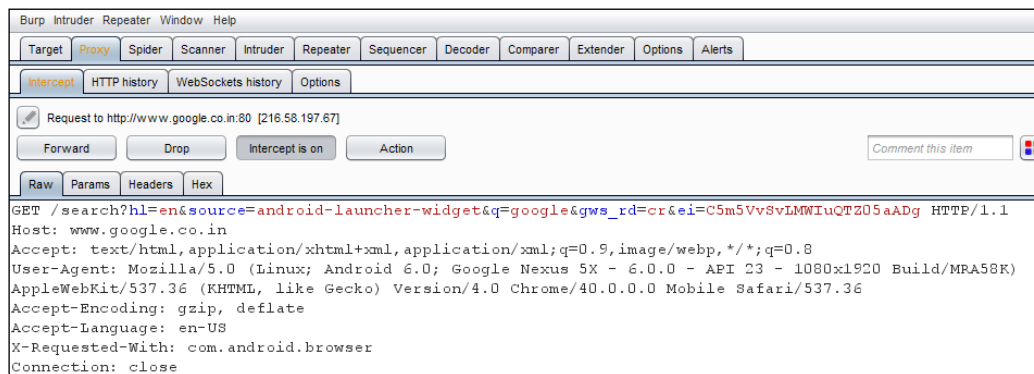 Burp Intruder Repeater Window Help
Target Proxy Spider Scanner Intruder Repeater Sequencer Decoder Comparer Extender Options Alerts
Intercept HTTP history WebSockets history Options
Request to http://www.google.co.in:80 [216.58.197.67]
Forward Drop Intercept is on Action Comment this item
Raw Params Headers Hex
GET /search?hl=en&source=android-launcher-widget&q=google&gws_rd=cr&ei=C5m5VvSvLMWIuQTZ05aADg HTTP/1.1
Host: www.google.co.in
Accept: text/html,application/xhtml+xml,application/xml;q=0.9,image/webp,*/*;q=0.8
User-Agent: Mozilla/5.0 (Linux; Android 6.0; Google Nexus 5X - 6.0.0 - API 23 - 1080x1920 Build/MRA58K)
AppleWebKit/537.36 (KHTML, like Gecko) Version/4.0 Chrome/40.0.0.0 Mobile Safari/537.36
Accept-Encoding: gzip, deflate
Accept-Language: en-US
X-Requested-With: com.android.browser
Connection: close